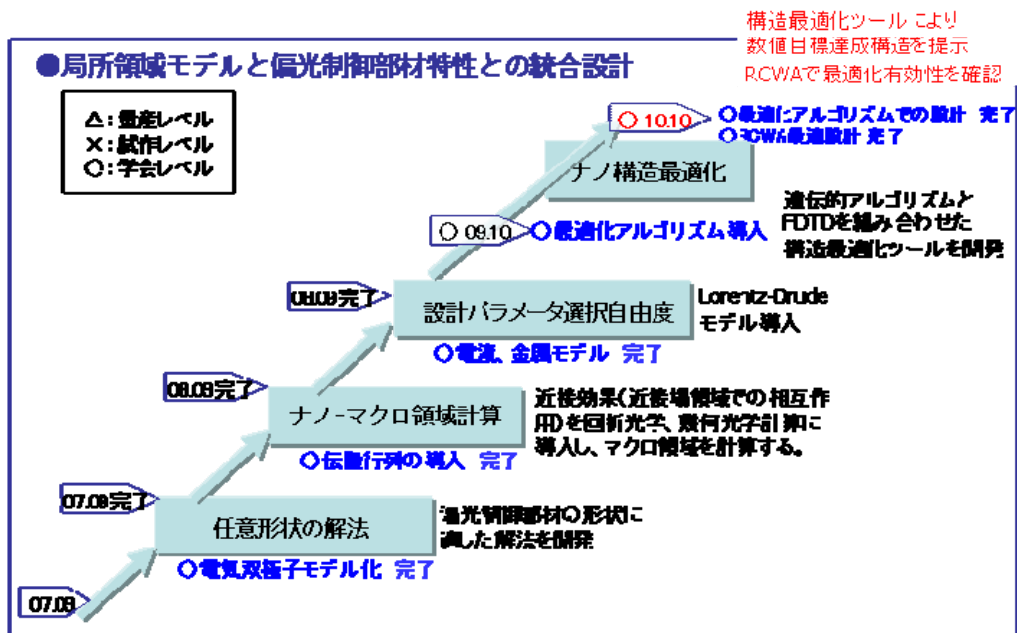 構造最適化ツールにより
数値目標達成構造を提示
RCWAで最適化有効性を確認
●局所領域モデルと偏光制御部材特性との統合設計
△：量産レベル
×：試作レベル
○：学会レベル
○ 10.10
○最適化アルゴリズムでの設計 完了
○RCWA最適設計 完了
ナノ構造最適化
遺伝的アルゴリズムと
FDTDを組み合わせた
構造最適化ツールを開発
○ 09.10
○最適化アルゴリズム導入
完了
設計パラメータ選択自由度
Lorentz-Drude
モデル導入
○電流、金属モデル 完了
完了
ナノ-マクロ領域計算
近接効果（近接場領域での相互作
用）を回折光学、幾何光学計算に
導入し、マクロ領域を計算する。
○伝搬行列の導入 完了
完了
任意形状の解法
偏光制御部材の形状に
適した解法を開発
○電気双極子モデル化 完了